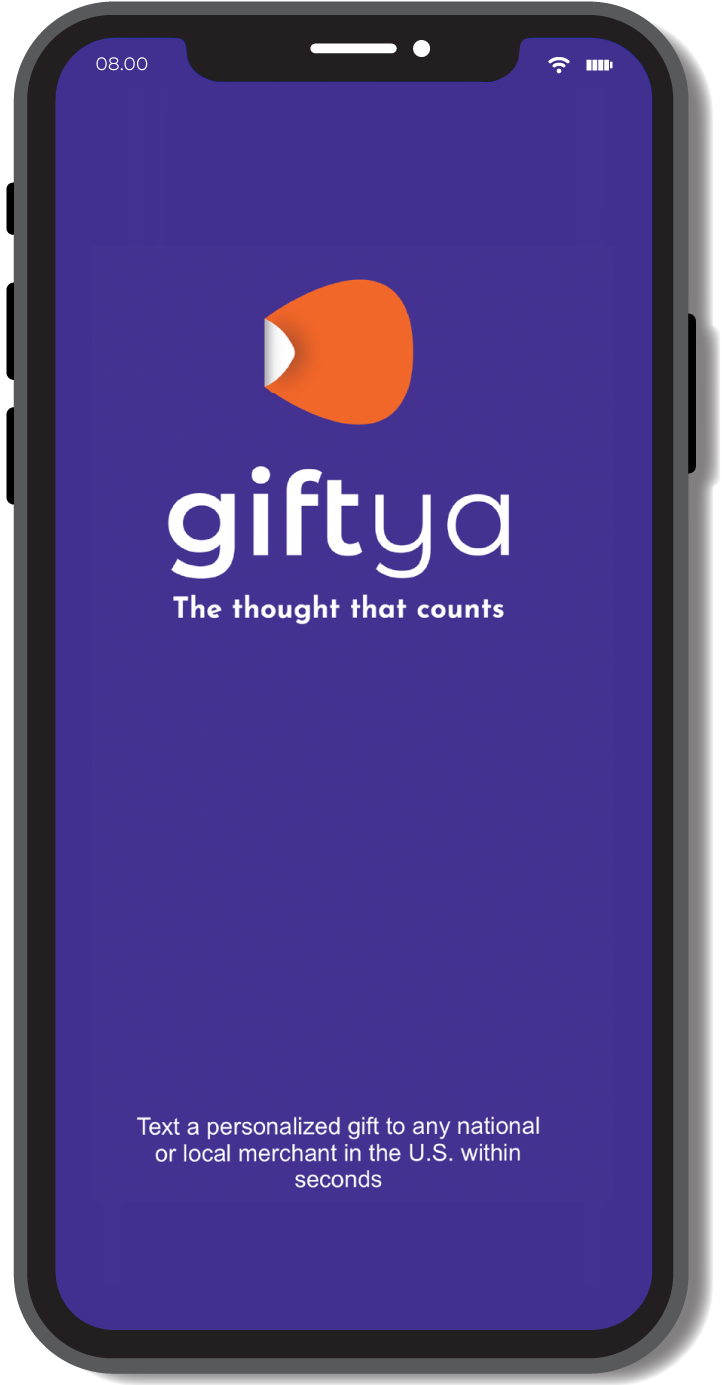 08.00
giftya
The thought that counts
Text a personalized gift to any national
or local merchant in the U.S. within
seconds